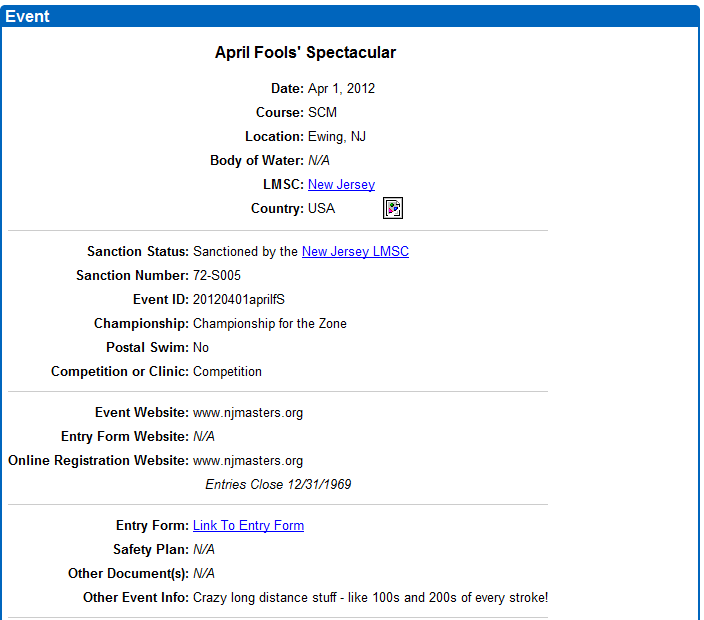 Event
April Fools' Spectacular
Date: Apr 1, 2012
Course: SCM
Location: Ewing, NJ
Body of Water: N/A
LMSC: New Jersey
Country: USA
Sanction Status: Sanctioned by the New Jersey LMSC
Sanction Number: 72-S005
Event ID: 20120401aprilfS
Championship: Championship for the Zone
Postal Swim: No
Competition or Clinic: Competition
Event Website: www.njmasters.org
Entry Form Website: N/A
Online Registration Website: www.njmasters.org
Entries Close 12/31/1969
Entry Form: Link To Entry Form
Safety Plan: N/A
Other Document(s): N/A
Other Event Info: Crazy long distance stuff - like 100s and 200s of every stroke!